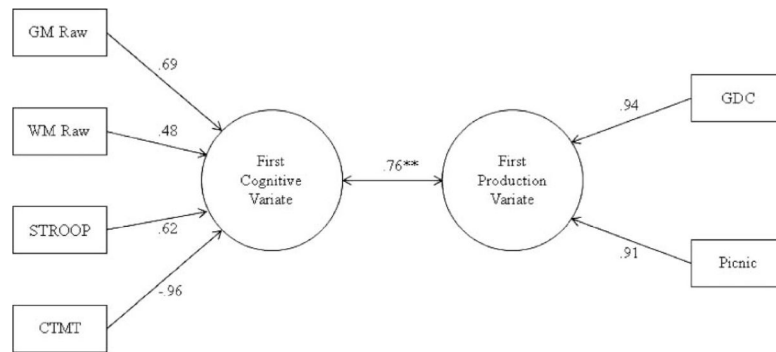 GM Raw
.69
WM Raw
.48
STROOP
.62
CTMT
-.96
First
Cognitive
Variate
.76**
First
Production
Variate
.94
GDC
.91
Picnic